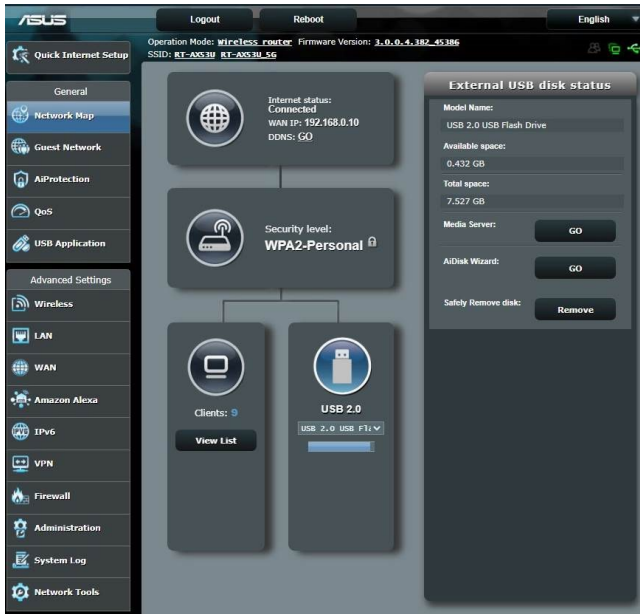 ASUS
Logout
Reboot
English
Operation Mode: Wireless router Firmware Version: 3.0.0.4.382_45386
SSID: RT-AX53U RT-AX53U_5G
Quick Internet Setup
General
Network Map
Guest Network
AiProtection
QoS
USB Application
Advanced Settings
Wireless
LAN
WAN
Amazon Alexa
IPv6
VPN
Firewall
Administration
System Log
Network Tools
Internet status:
Connected
WAN IP: 192.168.0.10
DDNS: GO
Security level:
WPA2-Personal
Clients: 9
View List
USB 2.0
USB 2.0 USB Fl
External USB disk status
Model Name:
USB 2.0 USB Flash Drive
Available space:
0.432 GB
Total space:
7.527 GB
Media Server:
GO
AiDisk Wizard:
GO
Safely Remove disk:
Remove